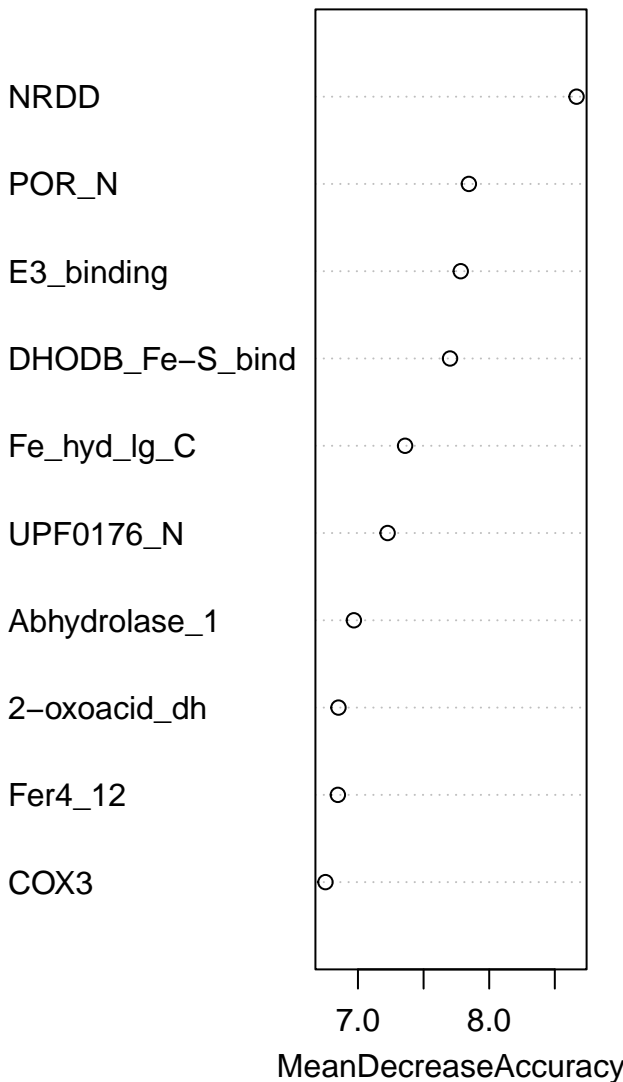 NRDD
POR_N
E3_binding
DHODB_Fe−S_bind
Fe_hyd_lg_C
UPF0176_N
Abhydrolase_1
2−oxoacid_dh
Fer4_12
COX3
7.0 8.0
MeanDecreaseAccuracy